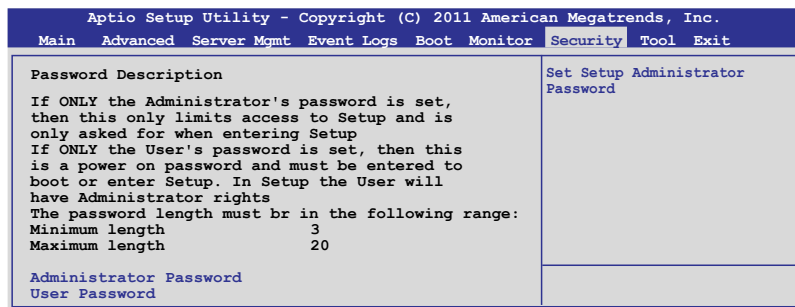 Aptio Setup Utility - Copyright (C) 2011 American Megatrends, Inc.
Main Advanced Server Mgmt Event Logs Boot Monitor Security Tool Exit
Password Description
If ONLY the Administrator's password is set,
then this only limits access to Setup and is
only asked for when entering Setup
If ONLY the User's password is set, then this
is a power on password and must be entered to
boot or enter Setup. In Setup the User will
have Administrator rights
The password length must br in the following range:
Minimum length 3
Maximum length 20
Administrator Password
User Password
Set Setup Administrator
Password